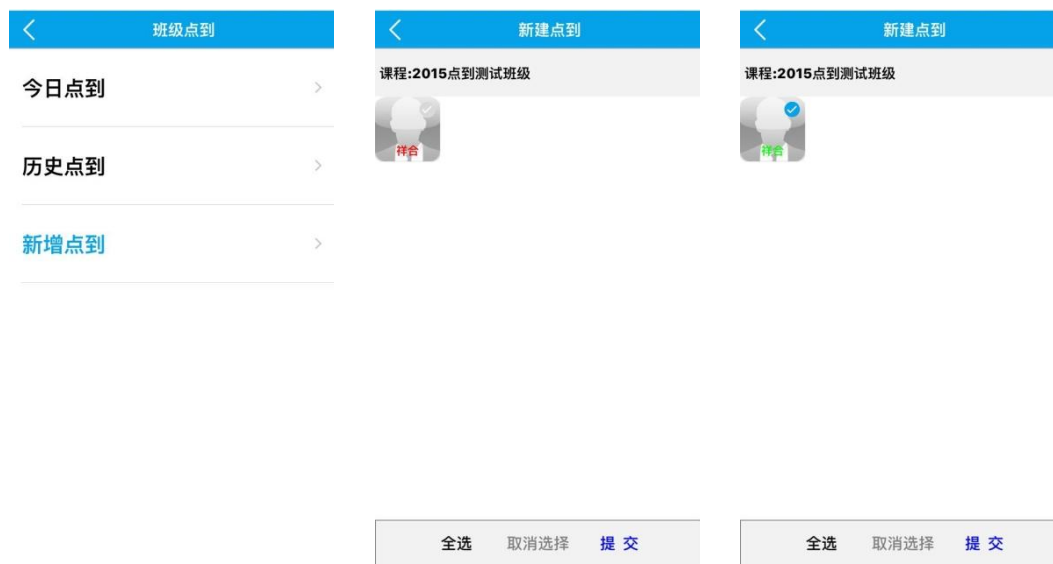 班级点到
今日点到
历史点到
新增点到
新建点到
课程:2015点到测试班级
祥合
全选 取消选择 提 交
新建点到
课程:2015点到测试班级
祥合
全选 取消选择 提 交